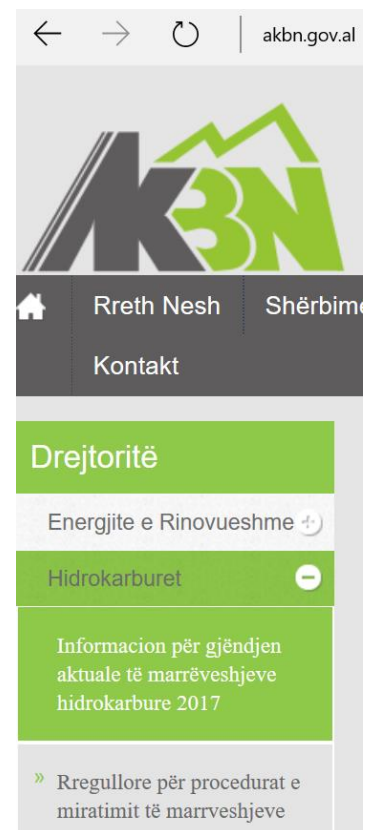 akbn.gov.al
AKBN
Rreth Nesh
Shërbime
Kontakt
Drejtoritë
Energjite e Rinovueshme
Hidrokarburet
Informacion për gjëndjen
aktuale të marrëveshjeve
hidrokarbure 2017
» Rregullore për procedurat e
miratimit të marrveshjeve